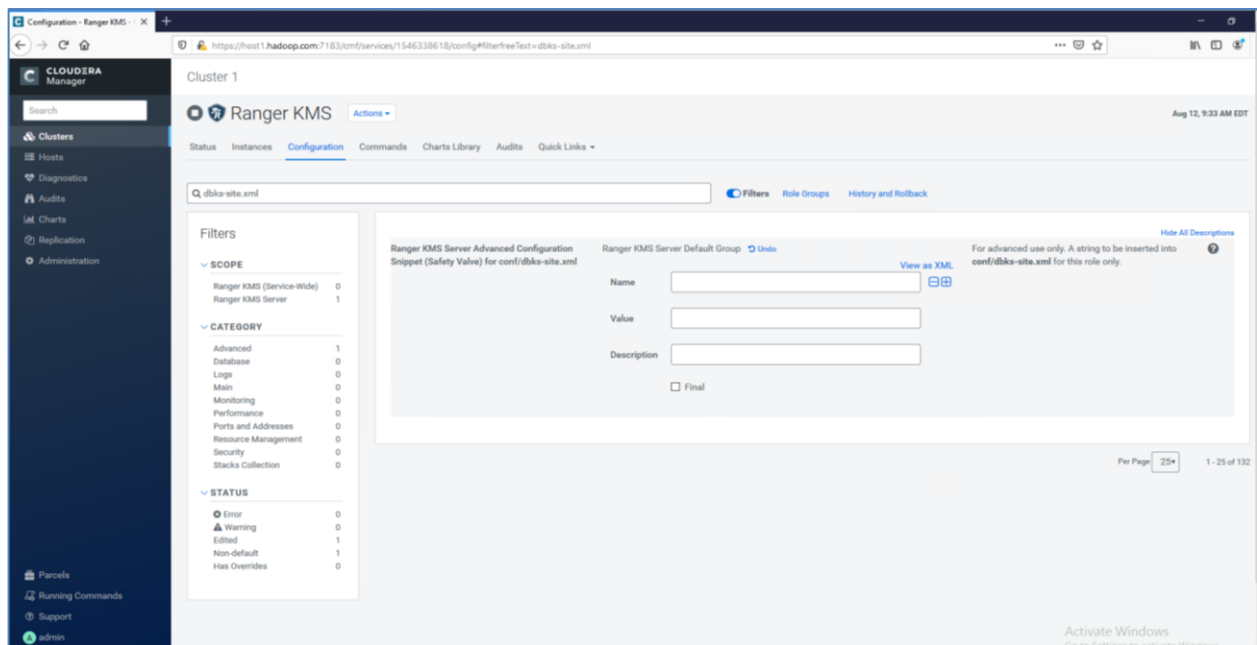 Configuration - Ranger KMS -
https://host1.hadoop.com:7183/cmf/services/1546338618/config#filterfreeText=dbks-site.xml
CLOUDERA
Manager
Search
Clusters
Hosts
Diagnostics
Audits
Charts
Replication
Administration
Parcels
Running Commands
Support
A admin
Cluster 1
Ranger KMS Actions
Aug 12, 9:33 AM EDT
Status Instances Configuration Commands Charts Library Audits Quick Links
dbks-site.xml
Filters Role Groups History and Rollback
Filters
SCOPE
Ranger KMS (Service-Wide) 0
Ranger KMS Server 1
CATEGORY
Advanced 1
Database 0
Logs 0
Main 0
Monitoring 0
Performance 0
Ports and Addresses 0
Resource Management 0
Security 0
Stacks Collection 0
STATUS
Error 0
Warning 0
Edited 1
Non-default 1
Has Overrides 0
Hide All Descriptions
Ranger KMS Server Advanced Configuration
Snippet (Safety Valve) for conf/dbks-site.xml
Ranger KMS Server Default Group Undo
View as XML
Name
Value
Description
Final
For advanced use only. A string to be inserted into
conf/dbks-site.xml for this role only.
Per Page 25 1 - 25 of 132
Activate Windows
Go to Settings to activate Windows.